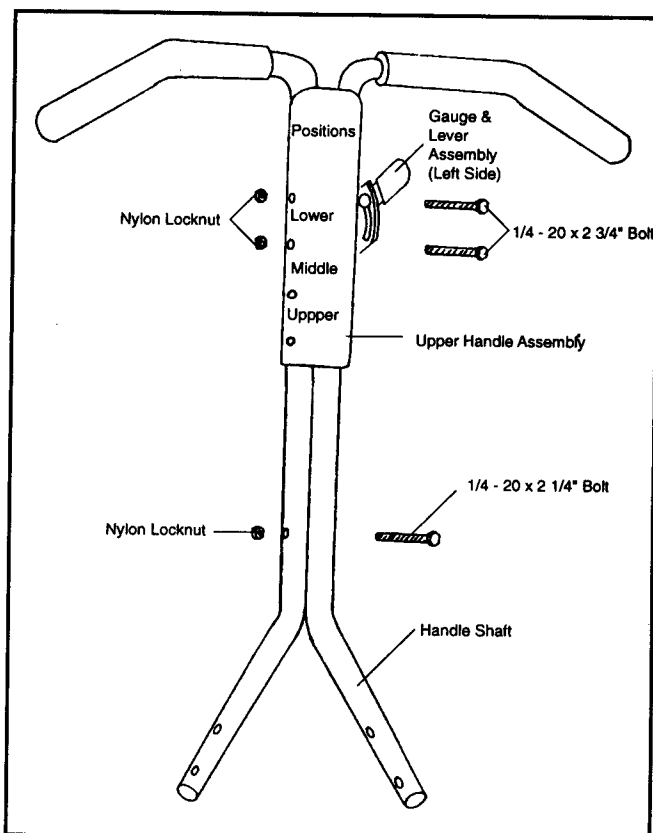 Positions
Gauge &
Lever
Assembly
(Left Side)
Nylon Locknut
Lower
1/4 - 20 x 2 3/4" Bolt
Middle
Uppper
Upper Handle Assembly
1/4 - 20 x 2 1/4" Bolt
Nylon Locknut
Handle Shaft